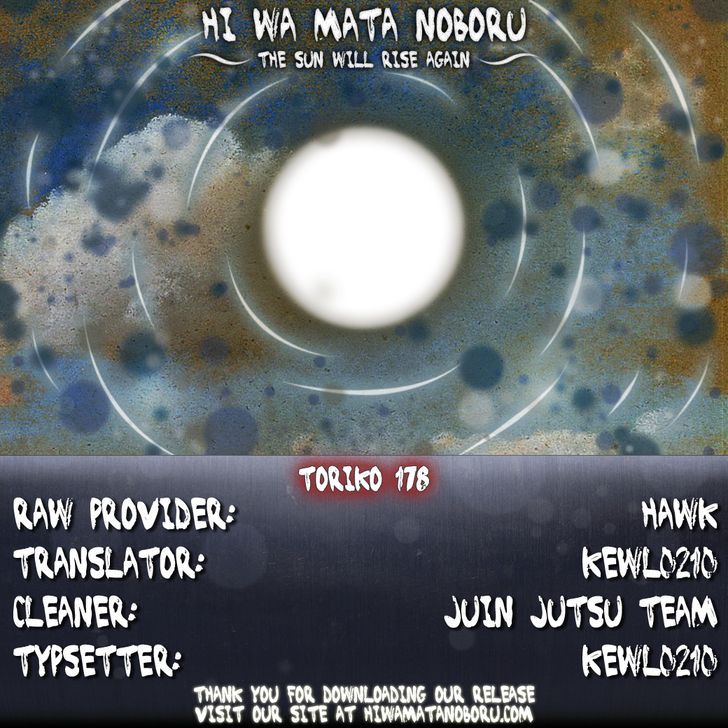 HI WA MATA NOBORU
THE SUN WILL RISE AGAIN
TORIKO 178
RAW PROVIDER: HAWK
TRANSLATOR: KEWL0210
CLEANER: JUIN JUTSU TEAM
TYPSETTER: KEWL0210
THANK YOU FOR DOWNLOADING OUR RELEASE
VISIT OUR SITE AT HIWAMATANOBORU.COM